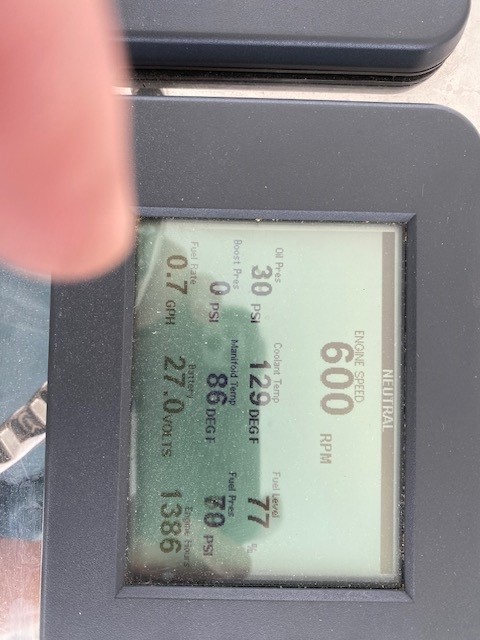 NEUTRAL
ENGINE SPEED
600 RPM
Oil Pres Coolant Temp Fuel Level
30 PSI 129 DEG F 77 %
Boost Pres Manifold Temp Fuel Pres
0 PSI 86 DEG F 70 PSI
Fuel Rate Battery Engine Hours
0.7 GPH 27.0 VOLTS 1386